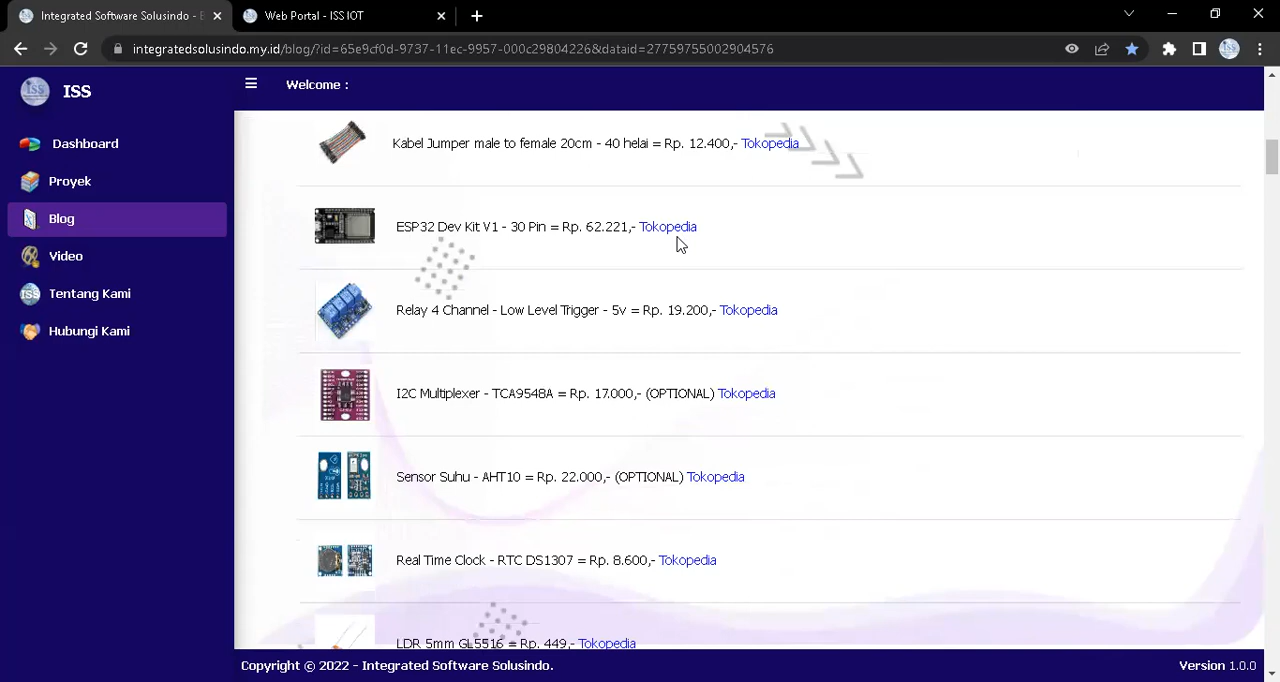 Integrated Software Solusindo - E
Web Portal - ISS IOT
integratedsolusindo.my.id/blog/?id=65e9cf0d-9737-11ec-9957-000c29804226&dataid=27759755002904576
ISS
Welcome :
Dashboard
Proyek
Blog
Video
Tentang Kami
Hubungi Kami
Kabel Jumper male to female 20cm - 40 helai = Rp. 12.400,- Tokopedia
ESP32 Dev Kit V1 - 30 Pin = Rp. 62.221,- Tokopedia
Relay 4 Channel - Low Level Trigger - 5v = Rp. 19.200,- Tokopedia
I2C Multiplexer - TCA9548A = Rp. 17.000,- (OPTIONAL) Tokopedia
Sensor Suhu - AHT10 = Rp. 22.000,- (OPTIONAL) Tokopedia
Real Time Clock - RTC DS1307 = Rp. 8.600,- Tokopedia
LDR 5mm GL5516 = Rp. 449,- Tokopedia
Copyright © 2022 - Integrated Software Solusindo.
Version 1.0.0